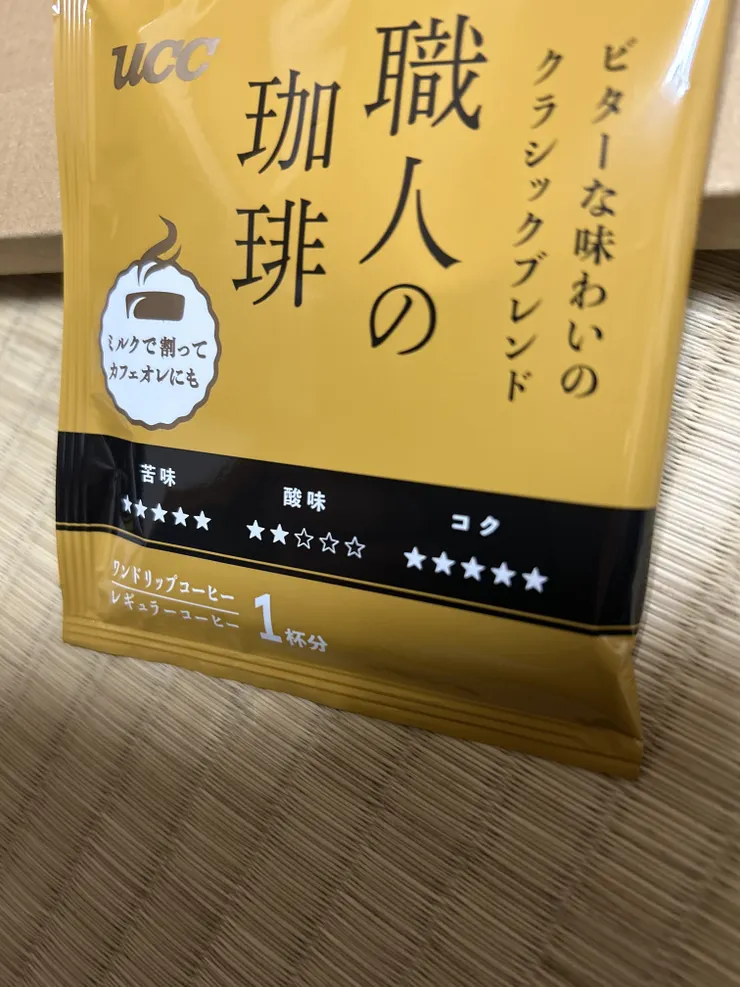 UCC
職人の
珈琲
ビターな味わいの
クラシックブレンド
ミルクで割って
カフェオレにも
苦味
★★★★★
酸味
★★☆☆☆
コク
★★★★★
ワンドリップコーヒー
レギュラーコーヒー
1杯分